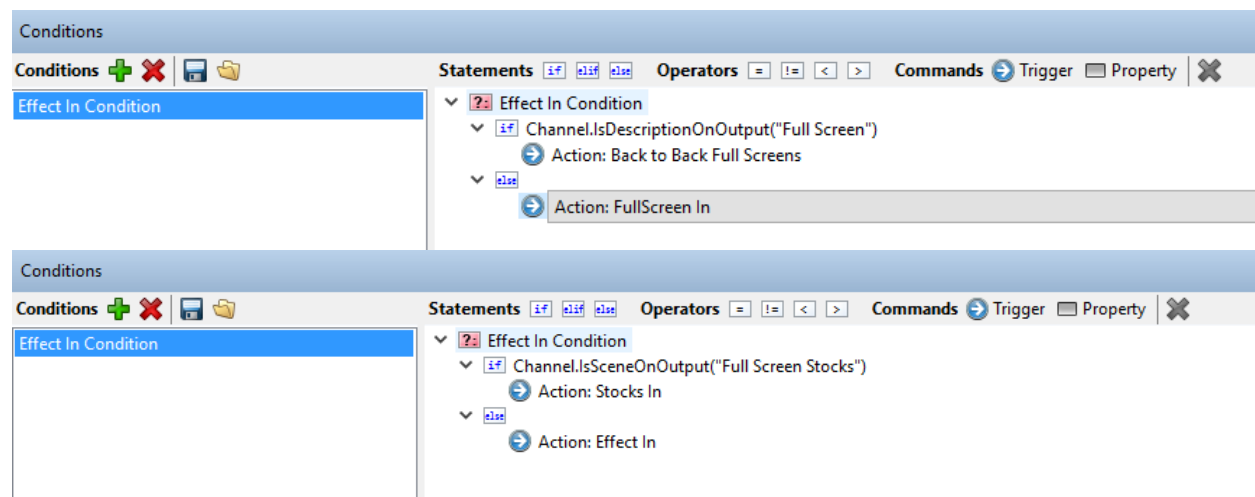 Conditions
Conditions Statements if elif else Operators = != < > Commands Trigger Property
Effect In Condition ?: Effect In Condition
if Channel.IsDescriptionOnOutput("Full Screen")
Action: Back to Back Full Screens
else
Action: FullScreen In
Conditions
Conditions Statements if elif else Operators = != < > Commands Trigger Property
Effect In Condition ?: Effect In Condition
if Channel.IsSceneOnOutput("Full Screen Stocks")
Action: Stocks In
else
Action: Effect In